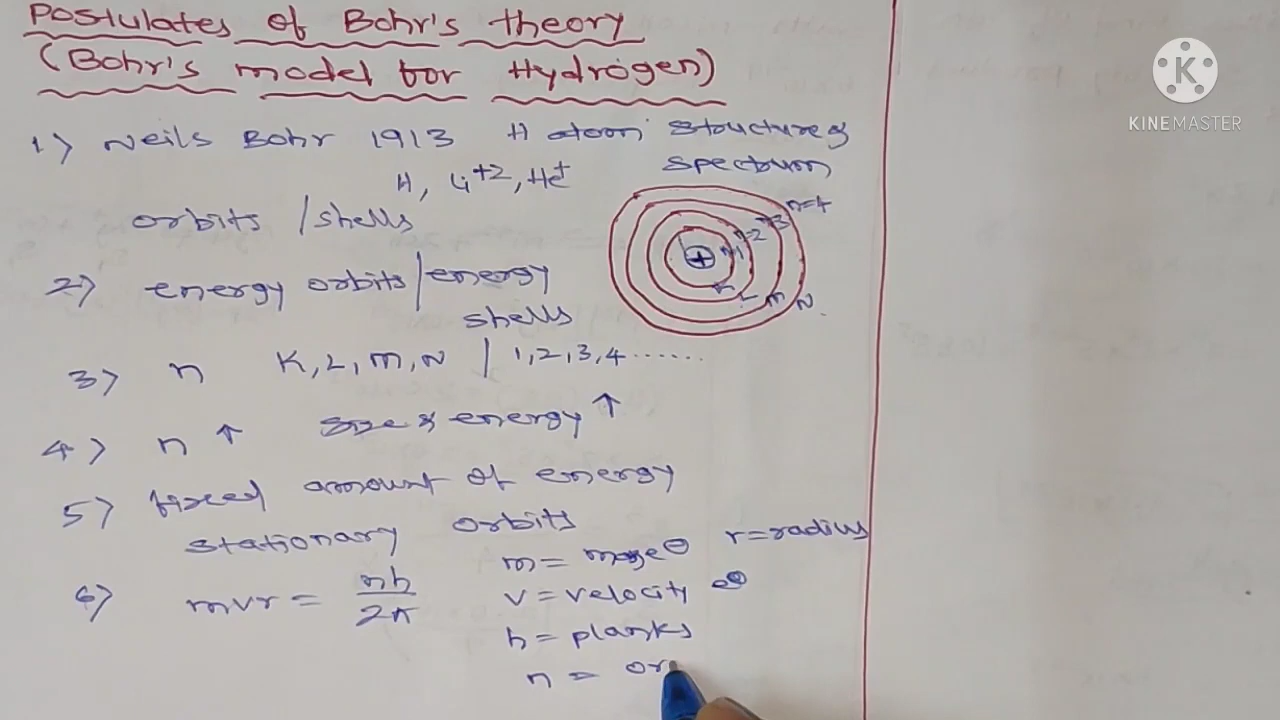 Postulates of Bohr's theory
(Bohr's model for Hydrogen)
1) Neils Bohr 1913 H atom structure &
spectrum
H, Li+2, He+
orbits / shells
n=1 n=2 n=3 n=4
+
K L M N
2) energy orbits / energy
shells
3) n K, L, M, N | 1, 2, 3, 4 ......
4) n ↑ size & energy ↑
5) fixed amount of energy
stationary orbits
6) mvr = nh/2π
m = mass e⊖ r = radius
v = velocity e⊖
h = planks
n = or
K
KINEMASTER